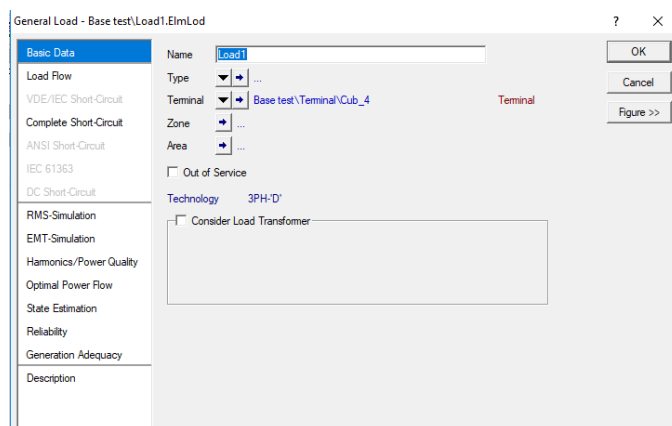 General Load - Base test\Load1.ElmLod ? ×
Basic Data
Load Flow
VDE/IEC Short-Circuit
Complete Short-Circuit
ANSI Short-Circuit
IEC 61363
DC Short-Circuit
RMS-Simulation
EMT-Simulation
Harmonics/Power Quality
Optimal Power Flow
State Estimation
Reliability
Generation Adequacy
Description
Name Load1
Type ...
Terminal Base test\Terminal\Cub_4 Terminal
Zone ...
Area ...
Out of Service
Technology 3PH-'D'
Consider Load Transformer
OK
Cancel
Figure >>